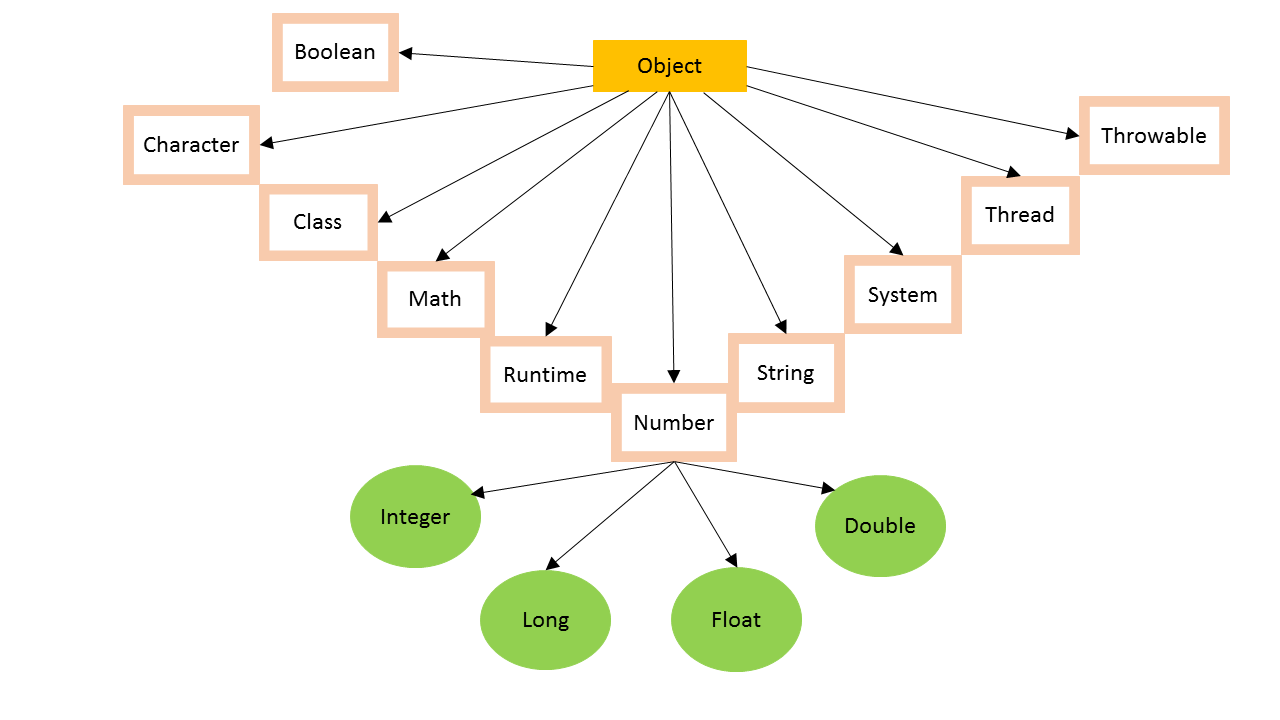 Boolean
Object
Throwable
Character
Thread
Class
System
Math
String
Runtime
Number
Integer
Double
Long
Float